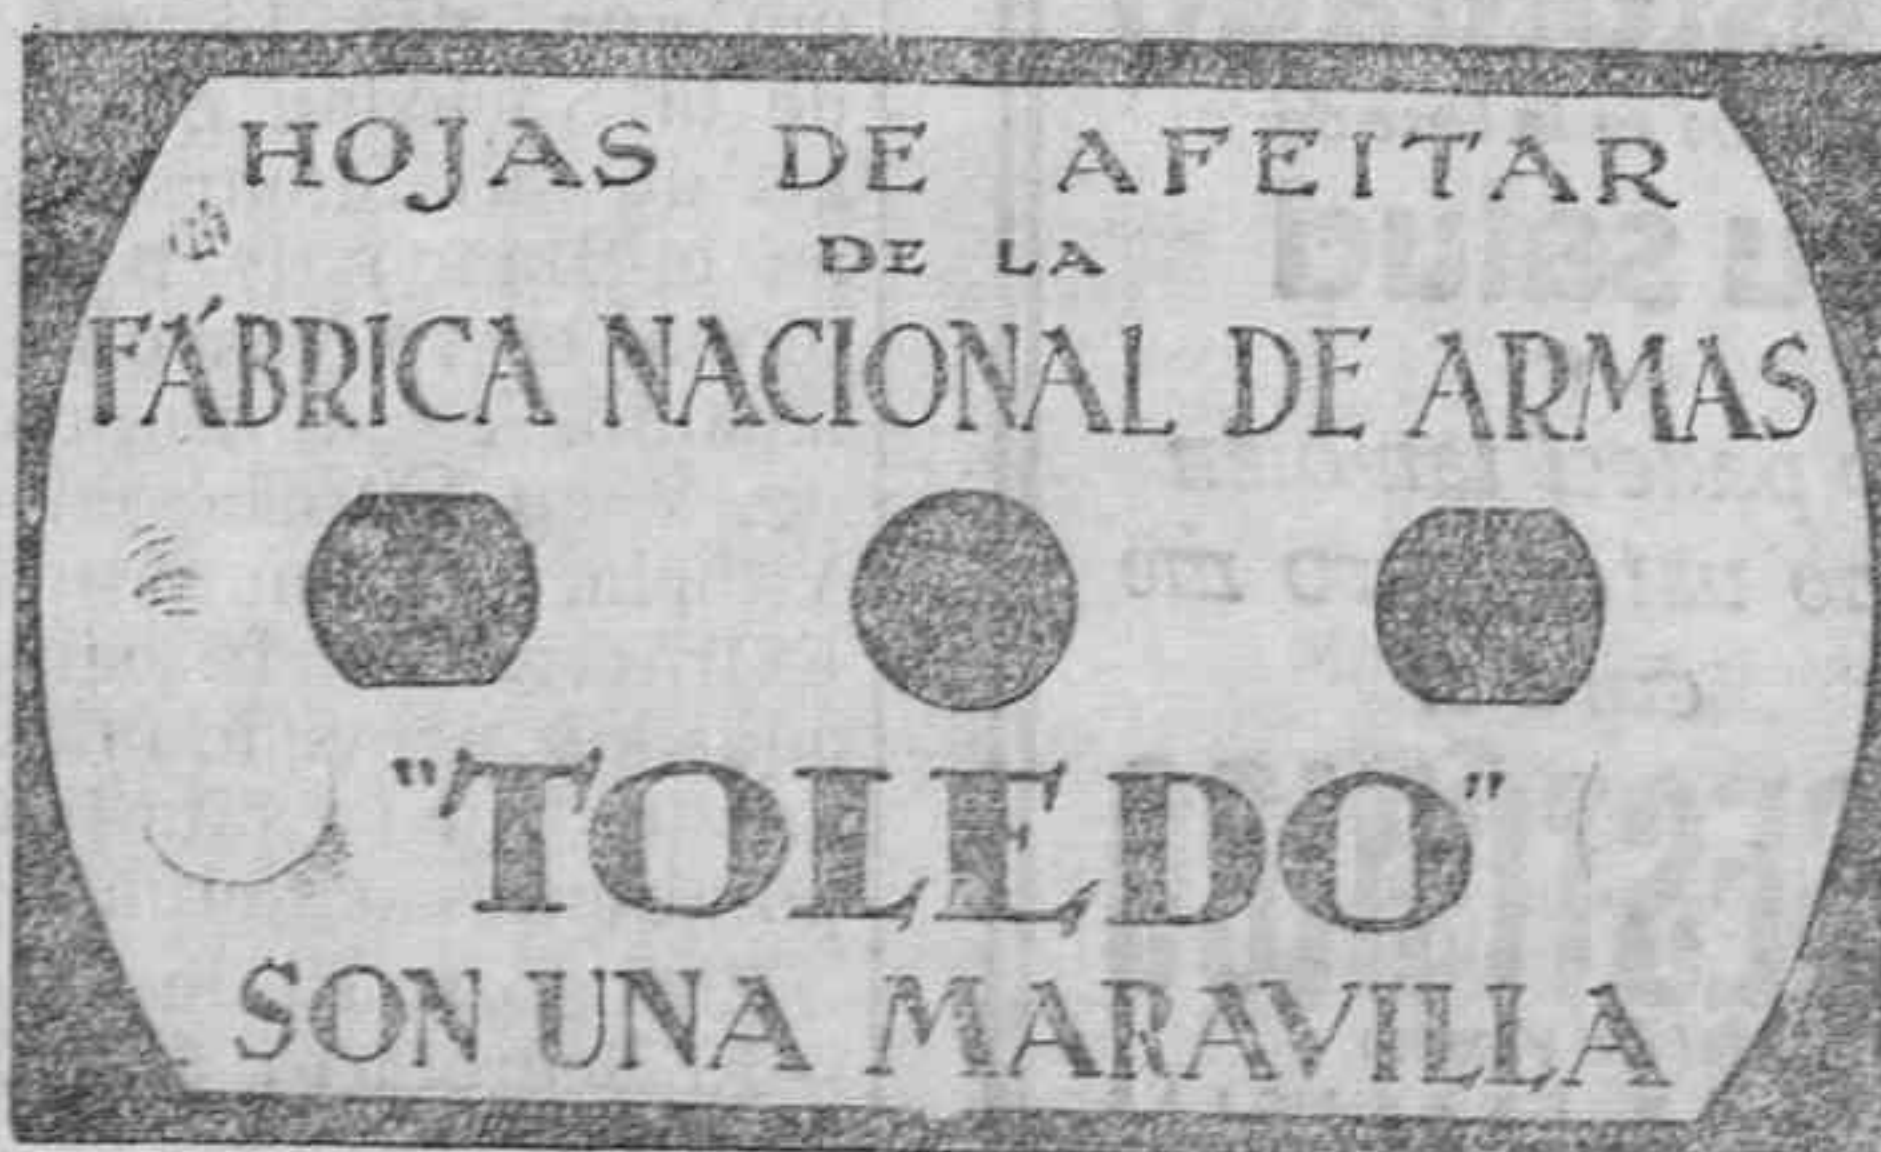 HOJAS DE AFEITAR
DE LA
FÁBRICA NACIONAL DE ARMAS
"TOLEDO"
SON UNA MARAVILLA